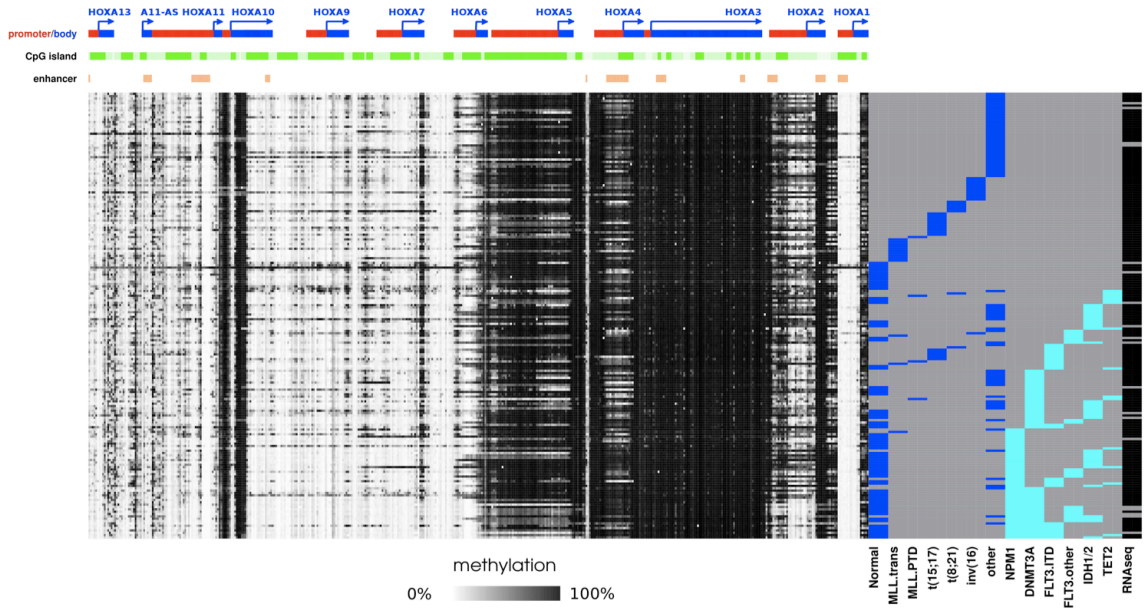 HOXA13 A11-AS HOXA11 HOXA10 HOXA9 HOXA7 HOXA6 HOXA5 HOXA4 HOXA3 HOXA2 HOXA1
promoter/body
CpG island
enhancer
Normal
MLL.trans
MLL.PTD
t(15;17)
t(8;21)
inv(16)
other
NPM1
DNMT3A
FLT3.ITD
FLT3.other
IDH1/2
TET2
RNAseq
methylation
0% 100%